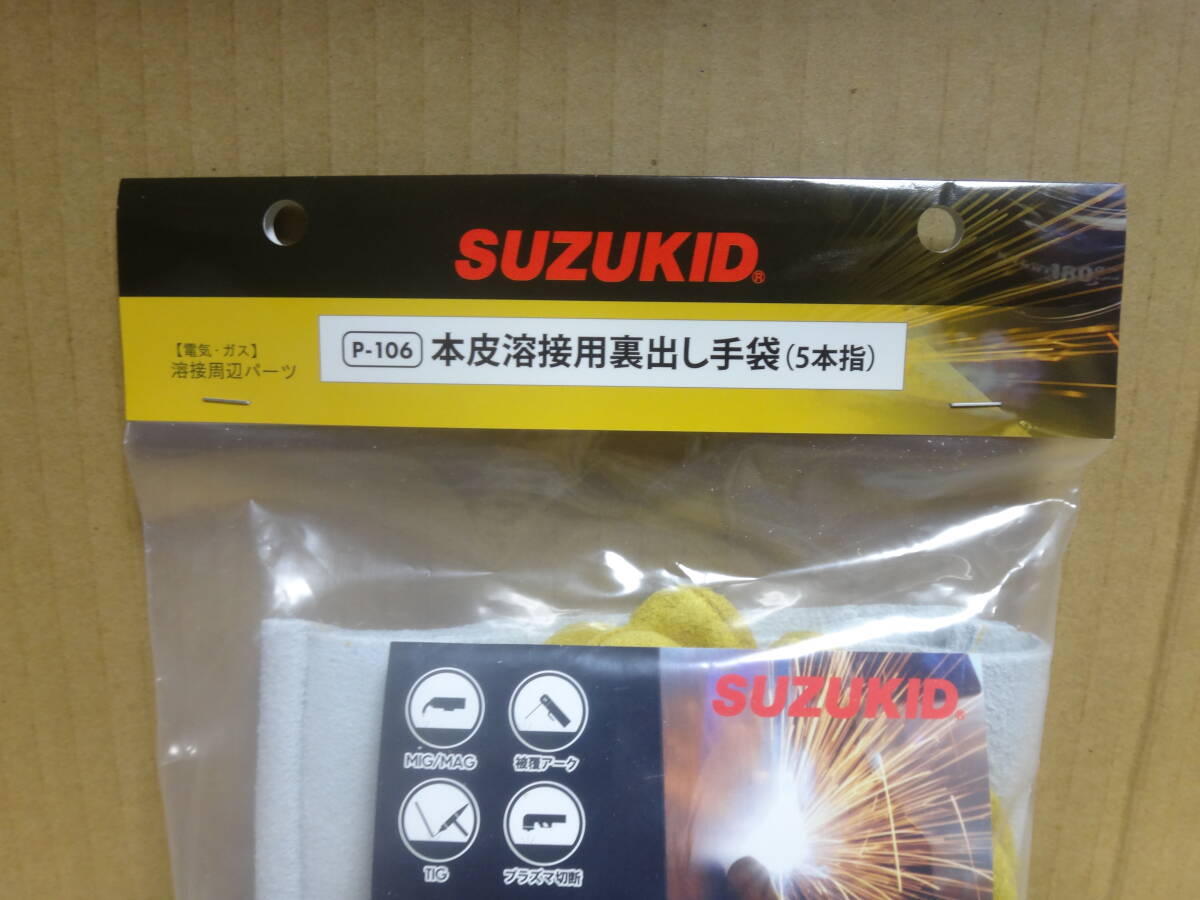 SUZUKID®
180°
【電気・ガス】
溶接周辺パーツ
P-106 本皮溶接用裏出し手袋(5本指)
SUZUKID®
MIG/MAG
被覆アーク
TIG
プラズマ切断